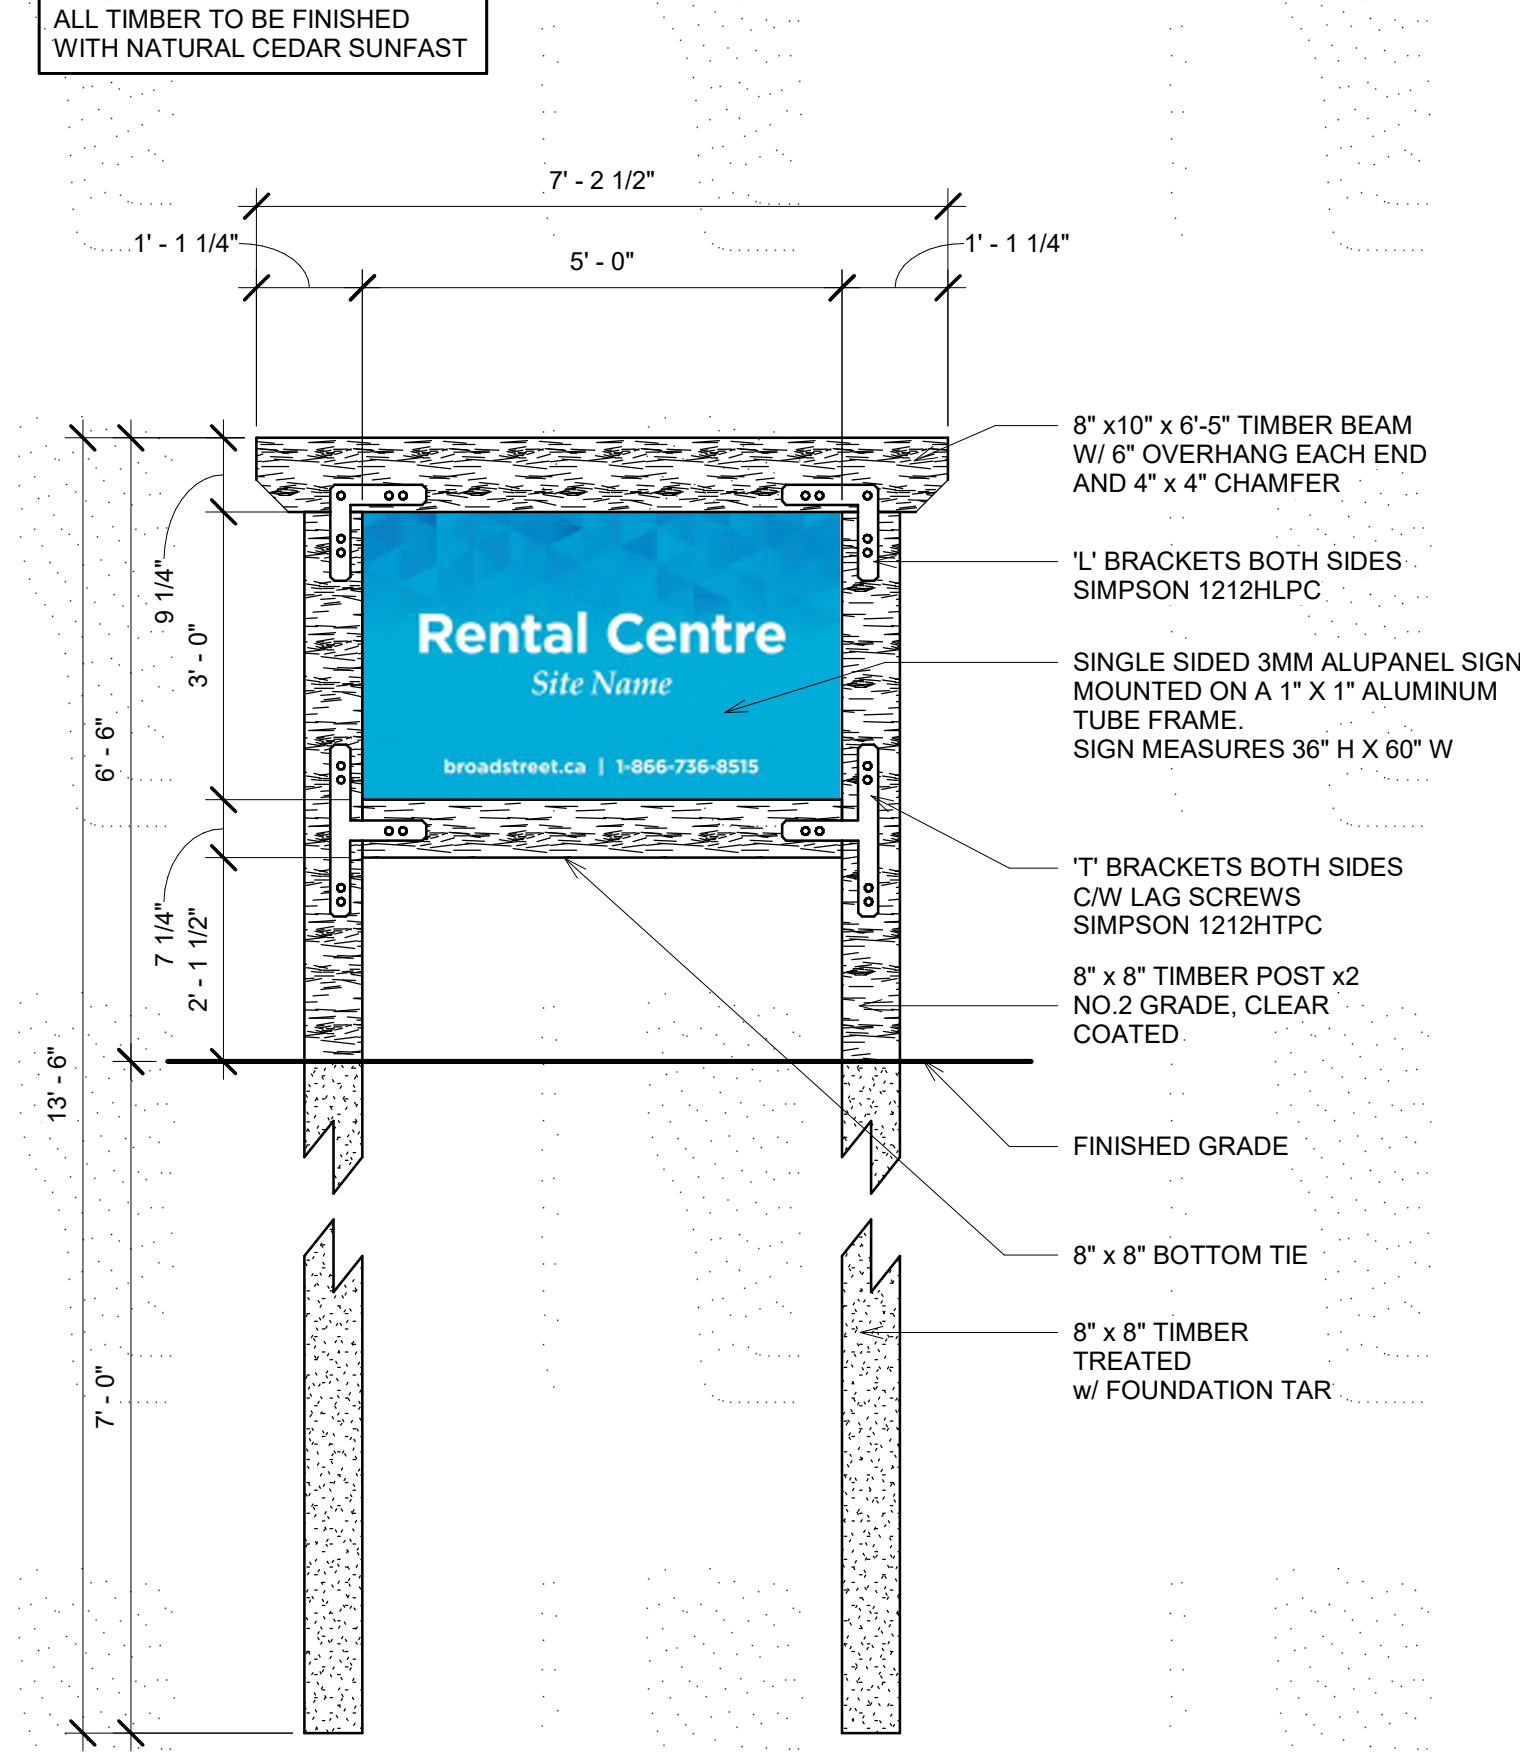 ALL TIMBER TO BE FINISHED
WITH NATURAL CEDAR SUNFAST
7' - 2 1/2"
1' - 1 1/4"
5' - 0"
1' - 1 1/4"
8" x10" x 6'-5" TIMBER BEAM
W/ 6" OVERHANG EACH END
AND 4" x 4" CHAMFER
'L' BRACKETS BOTH SIDES
SIMPSON 1212HLPC
9 1/4"
3' - 0"
6' - 6"
Rental Centre
Site Name
broadstreet.ca | 1-866-736-8515
SINGLE SIDED 3MM ALUPANEL SIGN
MOUNTED ON A 1" X 1" ALUMINUM
TUBE FRAME.
SIGN MEASURES 36" H X 60" W
'T' BRACKETS BOTH SIDES
C/W LAG SCREWS
SIMPSON 1212HTPC
7 1/4"
2' - 1 1/2"
8" x 8" TIMBER POST x2
NO.2 GRADE, CLEAR
COATED
13' - 6"
FINISHED GRADE
8" x 8" BOTTOM TIE
7' - 0"
8" x 8" TIMBER
TREATED
w/ FOUNDATION TAR